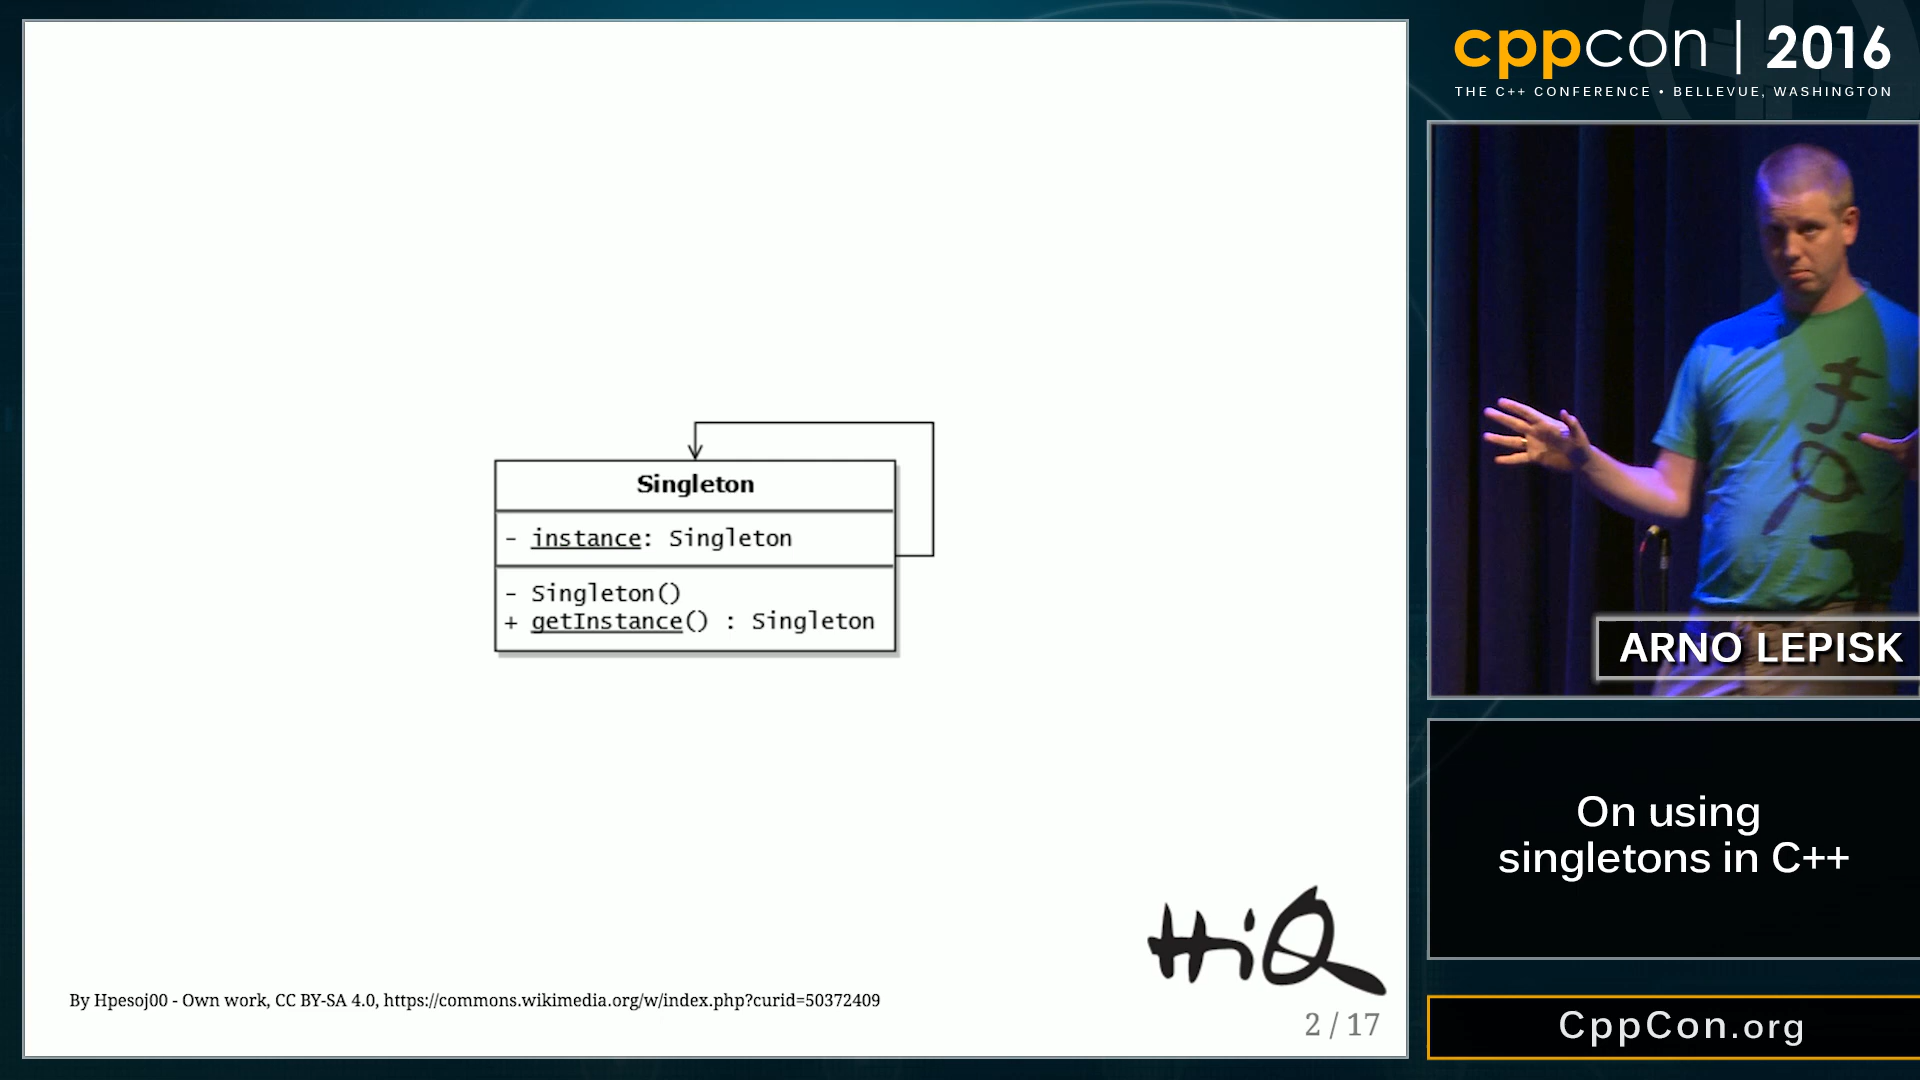 Singleton
- instance: Singleton
- Singleton()
+ getInstance() : Singleton
HiQ
By Hpesoj00 - Own work, CC BY-SA 4.0, https://commons.wikimedia.org/w/index.php?curid=50372409
2 / 17
cppcon | 2016
THE C++ CONFERENCE • BELLEVUE, WASHINGTON
HiQ
ARNO LEPISK
On using
singletons in C++
CppCon.org